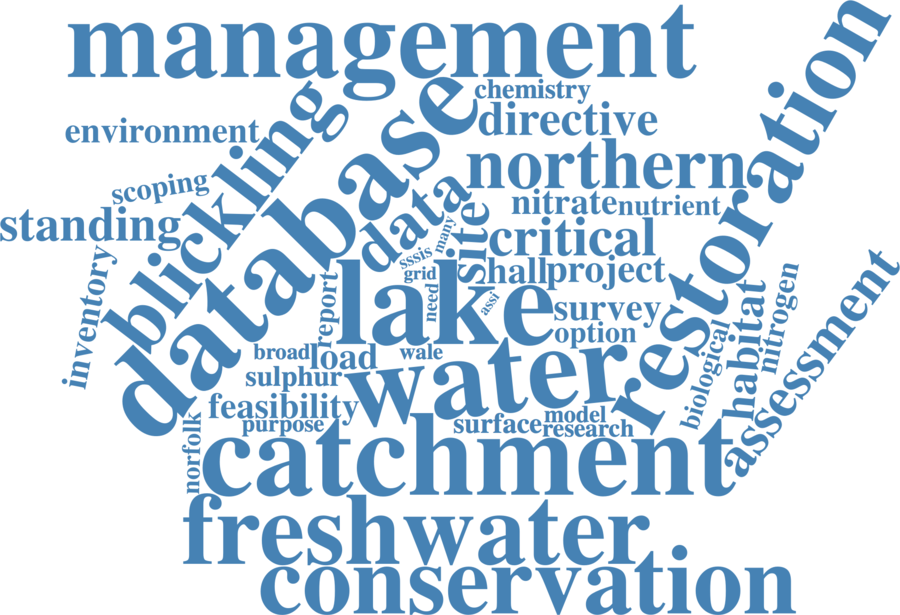 management
chemistry
restoration
environment
directive
blickling
database
northern
scoping
data
nitrate
nutrient
standing
many
site
critical
sssis
inventory
grid
hall
project
lake
need
assi
report
survey
habitat
nitrogen
assessment
option
broad
load
wale
biological
sulphur
water
feasibility
model
purpose
surface
research
norfolk
catchment
freshwater
conservation